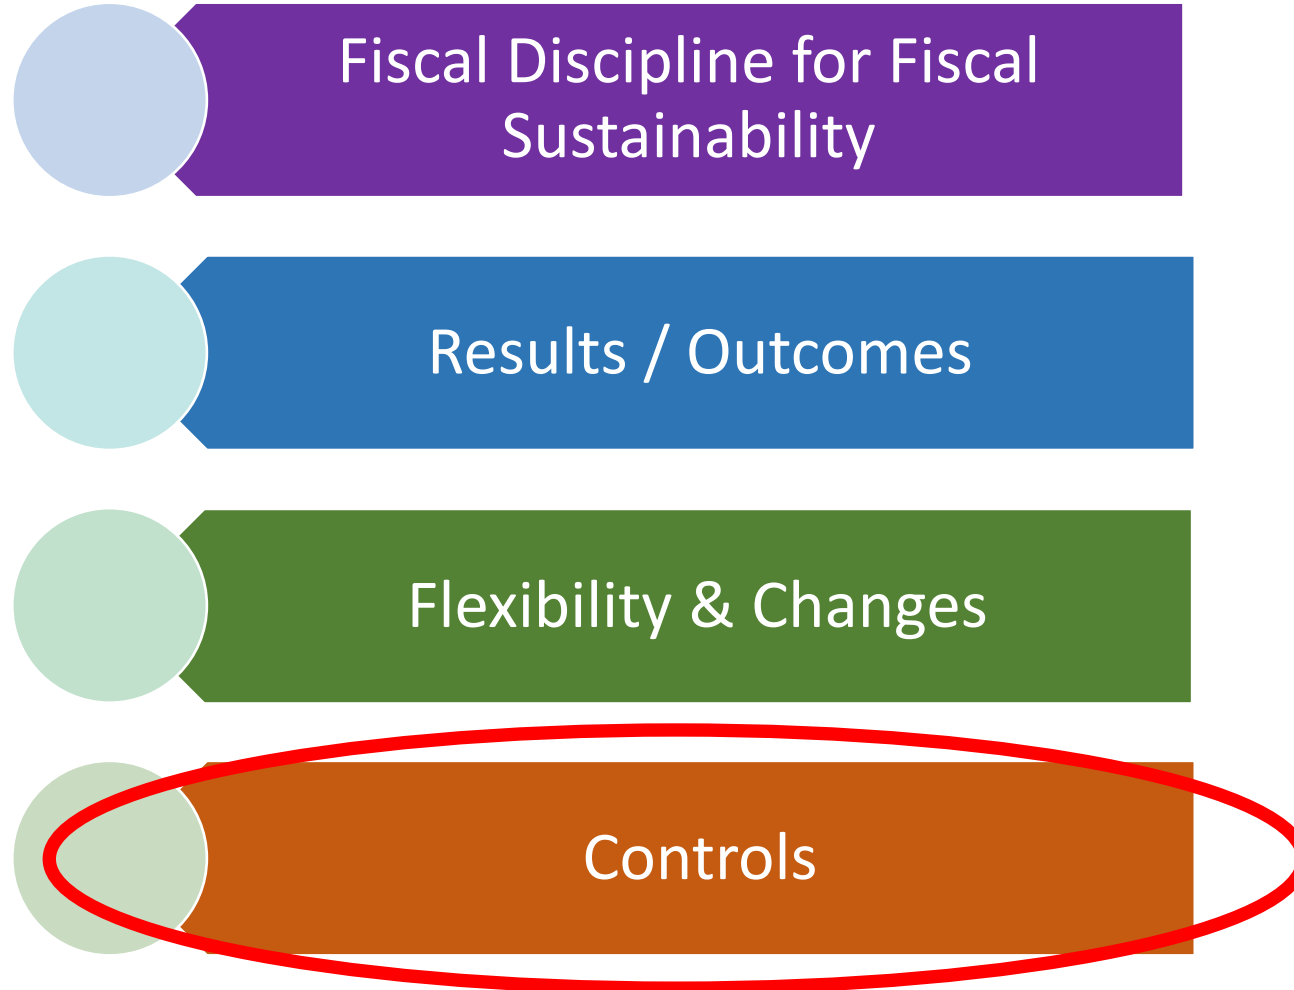 Fiscal Discipline for Fiscal
Sustainability
Results / Outcomes
Flexibility & Changes
Controls